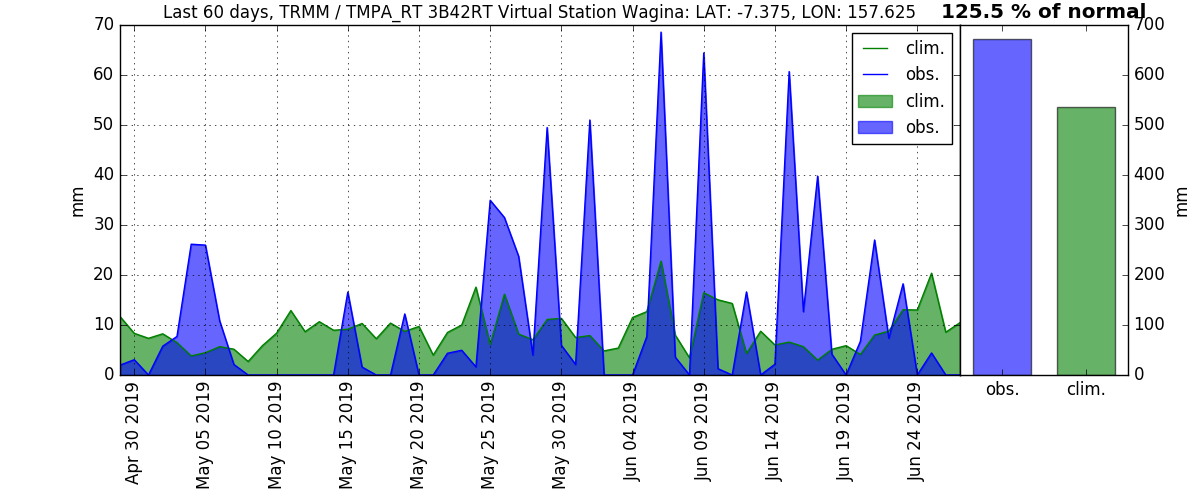 Last 60 days, TRMM / TMPA_RT 3B42RT Virtual Station Wagina: LAT: -7.375, LON: 157.625
125.5 % of normal
70
60
50
40
30
20
10
0
mm
clim.
obs.
clim.
obs.
Apr 30 2019
May 05 2019
May 10 2019
May 15 2019
May 20 2019
May 25 2019
May 30 2019
Jun 04 2019
Jun 09 2019
Jun 14 2019
Jun 19 2019
Jun 24 2019
700
600
500
400
300
200
100
0
mm
obs.
clim.